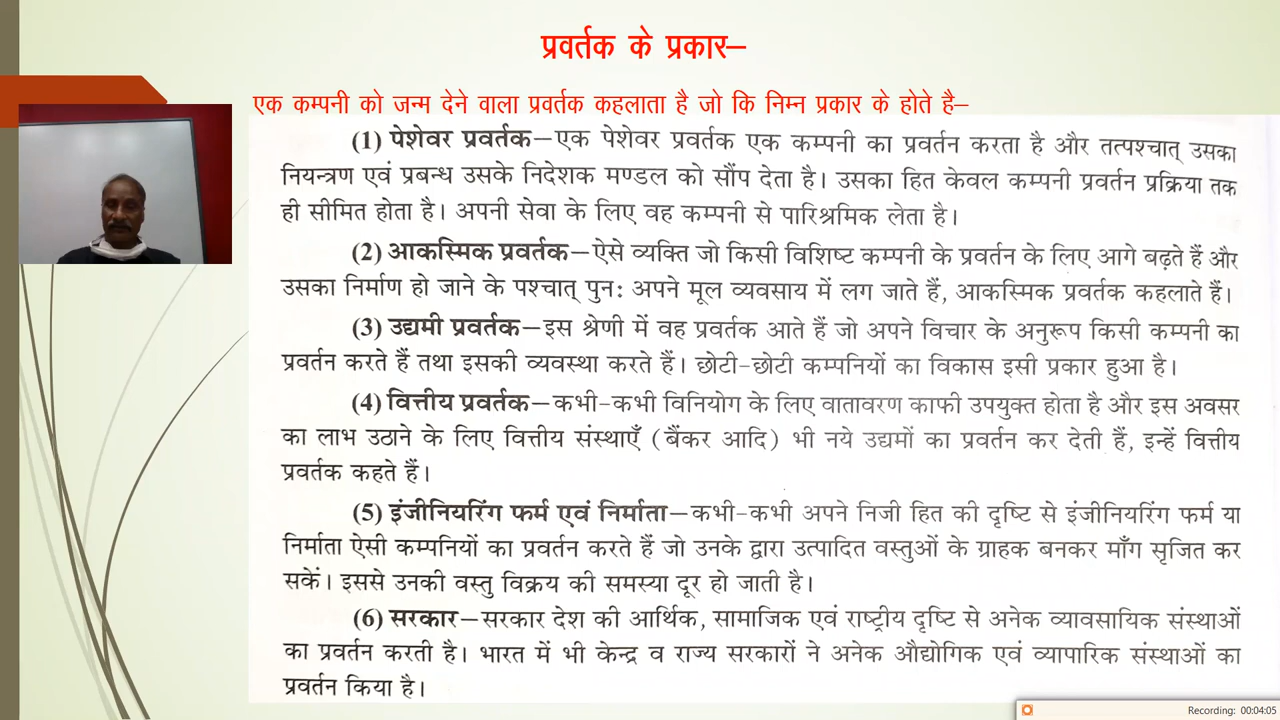 प्रवर्तक के प्रकार–
एक कम्पनी को जन्म देने वाला प्रवर्तक कहलाता है जो कि निम्न प्रकार के होते है–
(1) पेशेवर प्रवर्तक–एक पेशेवर प्रवर्तक एक कम्पनी का प्रवर्तन करता है और तत्पश्चात् उसका
नियन्त्रण एवं प्रबन्ध उसके निदेशक मण्डल को सौंप देता है। उसका हित केवल कम्पनी प्रवर्तन प्रक्रिया तक
ही सीमित होता है। अपनी सेवा के लिए वह कम्पनी से पारिश्रमिक लेता है।
(2) आकस्मिक प्रवर्तक–ऐसे व्यक्ति जो किसी विशिष्ट कम्पनी के प्रवर्तन के लिए आगे बढ़ते हैं और
उसका निर्माण हो जाने के पश्चात् पुन: अपने मूल व्यवसाय में लग जाते हैं, आकस्मिक प्रवर्तक कहलाते हैं।
(3) उद्यमी प्रवर्तक–इस श्रेणी में वह प्रवर्तक आते हैं जो अपने विचार के अनुरूप किसी कम्पनी का
प्रवर्तन करते हैं तथा इसकी व्यवस्था करते हैं। छोटी-छोटी कम्पनियों का विकास इसी प्रकार हुआ है।
(4) वित्तीय प्रवर्तक–कभी-कभी विनियोग के लिए वातावरण काफी उपयुक्त होता है और इस अवसर
का लाभ उठाने के लिए वित्तीय संस्थाएँ (बैंकर आदि) भी नये उद्यमों का प्रवर्तन कर देती हैं, इन्हें वित्तीय
प्रवर्तक कहते हैं।
(5) इंजीनियरिंग फर्म एवं निर्माता–कभी-कभी अपने निजी हित की दृष्टि से इंजीनियरिंग फर्म या
निर्माता ऐसी कम्पनियों का प्रवर्तन करते हैं जो उनके द्वारा उत्पादित वस्तुओं के ग्राहक बनकर माँग सृजित कर
सकें। इससे उनकी वस्तु विक्रय की समस्या दूर हो जाती है।
(6) सरकार–सरकार देश की आर्थिक, सामाजिक एवं राष्ट्रीय दृष्टि से अनेक व्यावसायिक संस्थाओं
का प्रवर्तन करती है। भारत में भी केन्द्र व राज्य सरकारों ने अनेक औद्योगिक एवं व्यापारिक संस्थाओं का
प्रवर्तन किया है।
Recording: 00:04:05